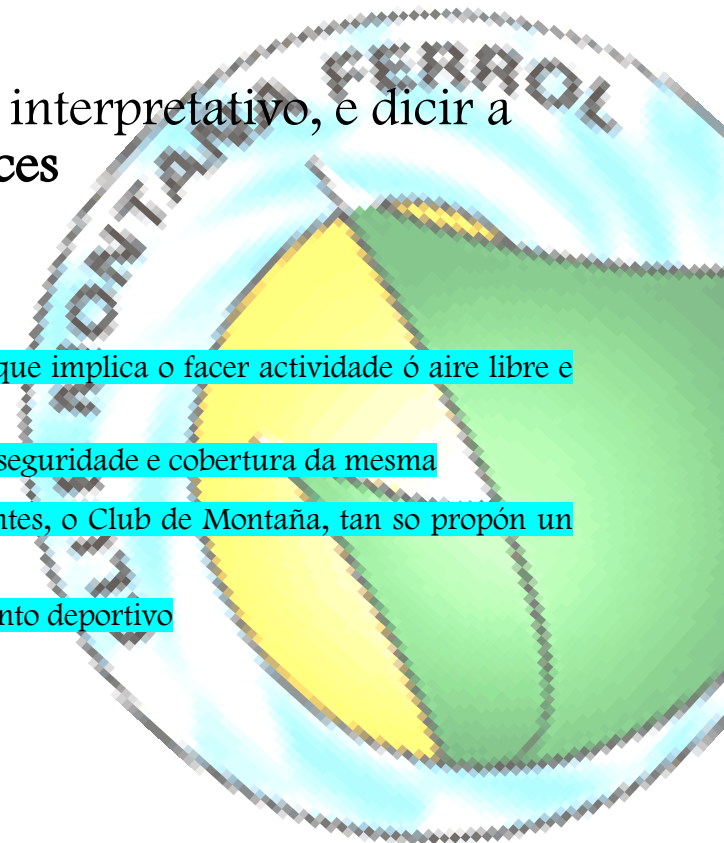 interpretativo, e dicir a
ces
que implica o facer actividade ó aire libre e
seguridade e cobertura da mesma
ntes, o Club de Montaña, tan so propón un
nto deportivo
MONTANA FERROL